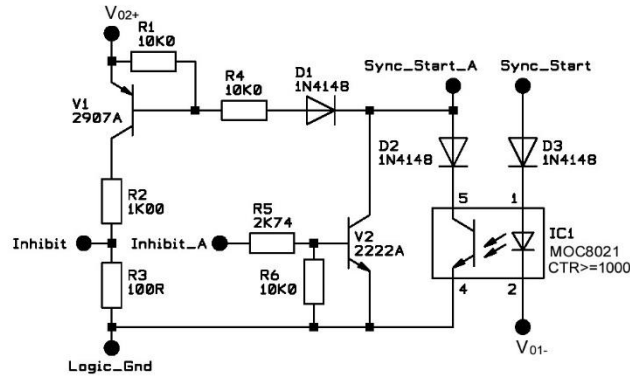 V02+
R1
10K0
R4
10K0
D1
1N4148
Sync_Start_A
Sync_Start
V1
2907A
D2
1N4148
D3
1N4148
R2
1K00
5
1
R5
2K74
IC1
MOC8021
CTR>=1000
Inhibit
Inhibit_A
V2
2222A
R6
10K0
R3
100R
4
2
Logic_Gnd
V01-